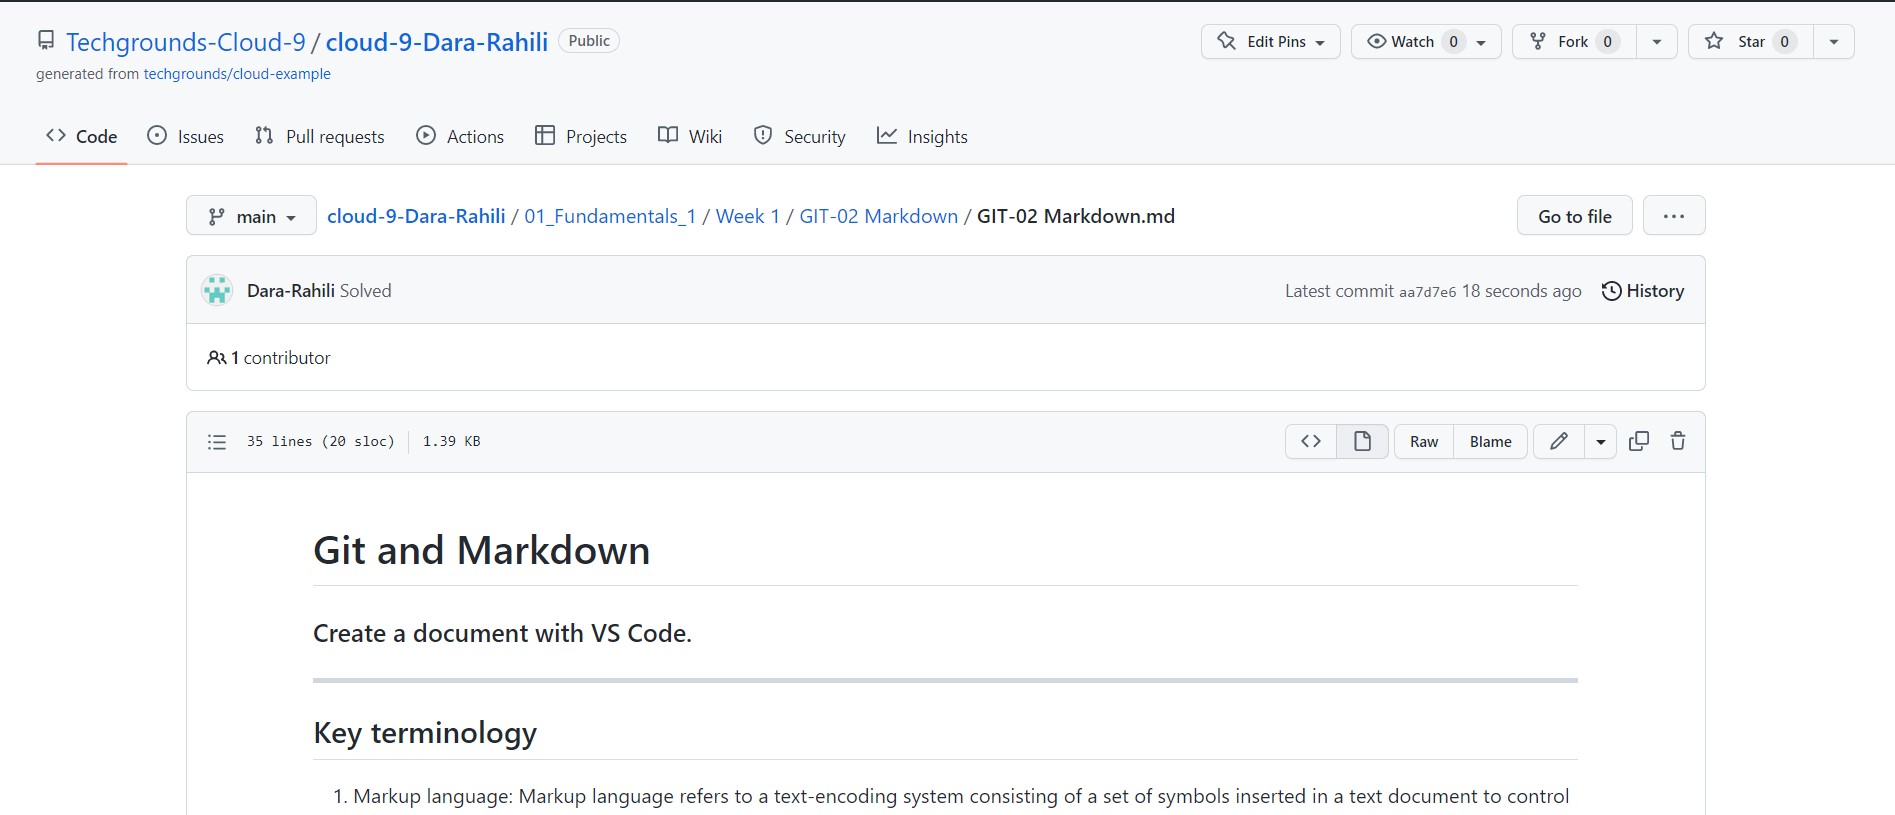 Techgrounds-Cloud-9 / cloud-9-Dara-Rahili Public
Edit Pins Watch 0 Fork 0 Star 0
generated from techgrounds/cloud-example
Code Issues Pull requests Actions Projects Wiki Security Insights
main cloud-9-Dara-Rahili / 01_Fundamentals_1 / Week 1 / GIT-02 Markdown / GIT-02 Markdown.md Go to file ...
Dara-Rahili Solved Latest commit aa7d7e6 18 seconds ago History
1 contributor
35 lines (20 sloc) 1.39 KB Raw Blame
Git and Markdown
Create a document with VS Code.
Key terminology
1. Markup language: Markup language refers to a text-encoding system consisting of a set of symbols inserted in a text document to control